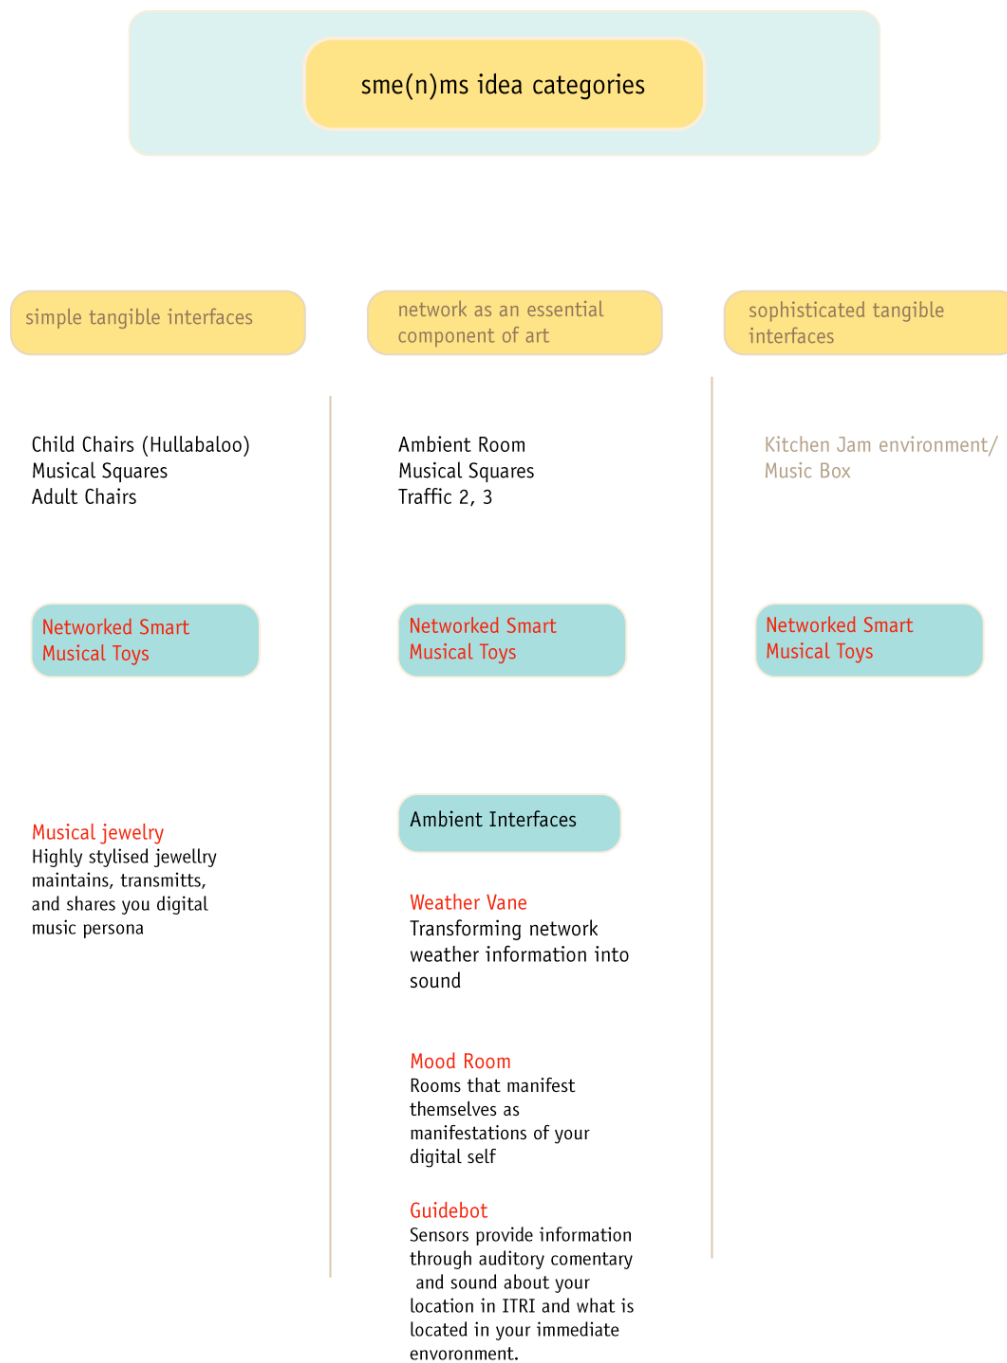 sme(n)ms idea categories
simple tangible interfaces
Child Chairs (Hullabaloo)
Musical Squares
Adult Chairs
Networked Smart
Musical Toys
Musical jewelry
Highly stylised jewellry
maintains, transmitts,
and shares you digital
music persona
network as an essential
component of art
Ambient Room
Musical Squares
Traffic 2, 3
Networked Smart
Musical Toys
Ambient Interfaces
Weather Vane
Transforming network
weather information into
sound
Mood Room
Rooms that manifest
themselves as
manifestations of your
digital self
Guidebot
Sensors provide information
through auditory comentary
and sound about your
location in ITRI and what is
located in your immediate
envoronment.
sophisticated tangible
interfaces
Kitchen Jam environment/
Music Box
Networked Smart
Musical Toys